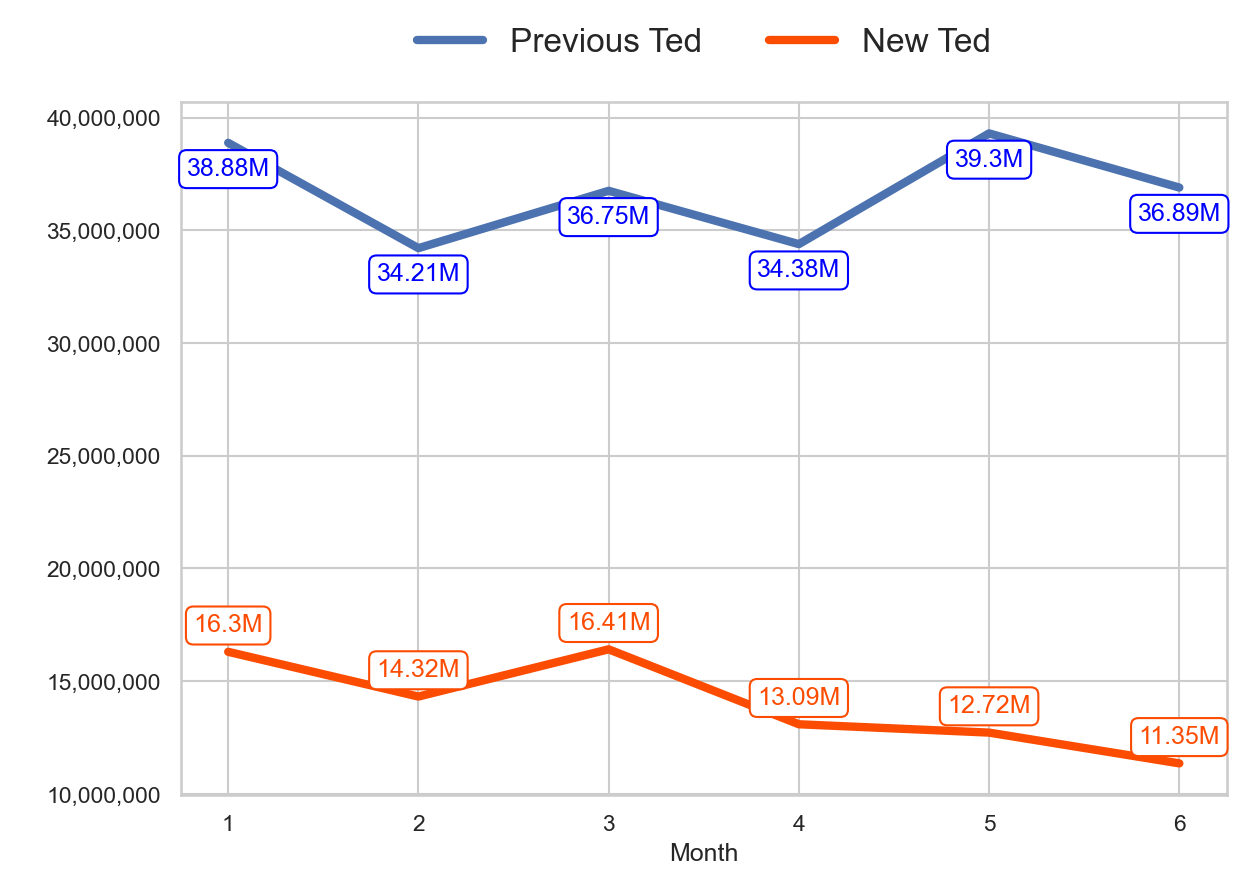 Previous Ted New Ted
40,000,000
38.88M 39.3M
36.75M 36.89M
35,000,000
34.21M 34.38M
30,000,000
25,000,000
20,000,000
16.3M 14.32M 16.41M 13.09M 12.72M 11.35M
15,000,000
10,000,000
1 2 3 4 5 6
Month